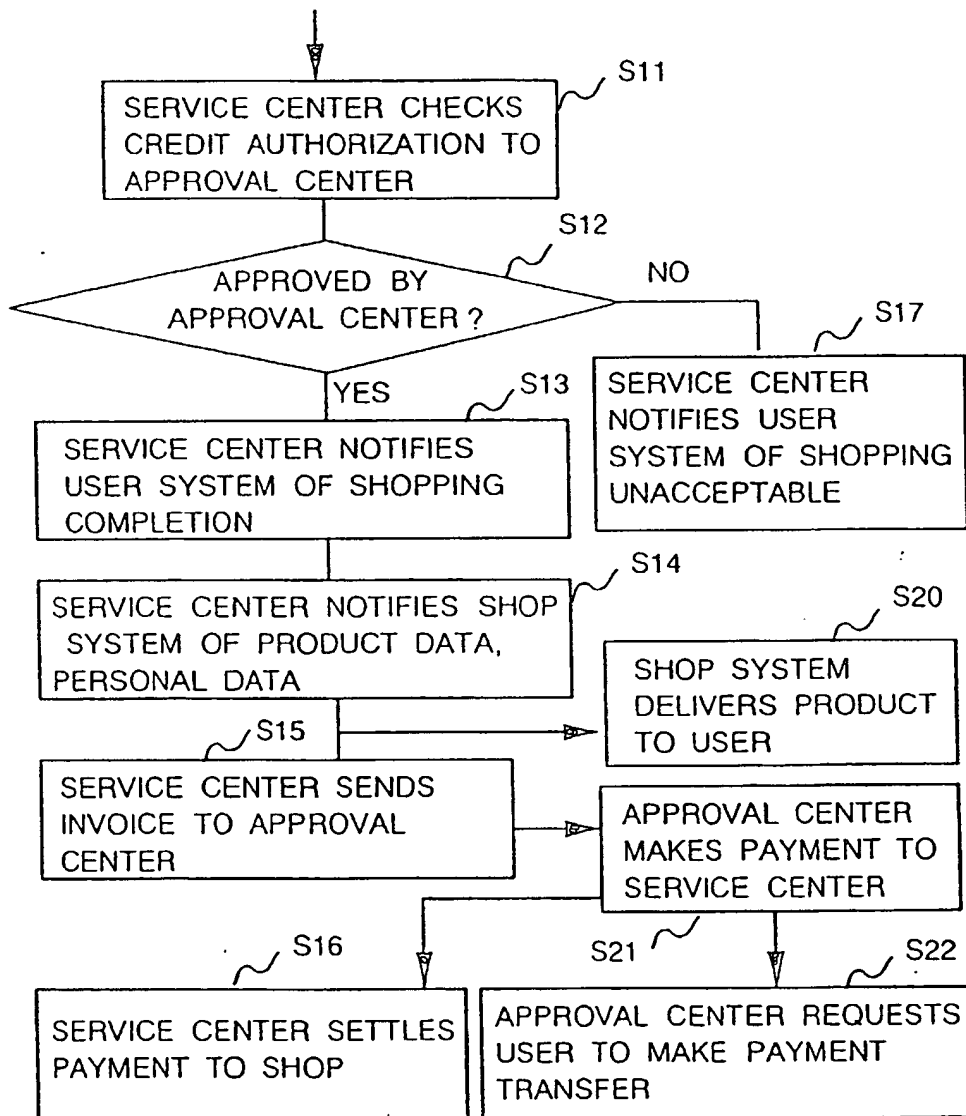 S11
SERVICE CENTER CHECKS
CREDIT AUTHORIZATION TO
APPROVAL CENTER
S12
APPROVED BY
APPROVAL CENTER?
NO
S17
SERVICE CENTER
NOTIFIES USER
SYSTEM OF SHOPPING
UNACCEPTABLE
YES
S13
SERVICE CENTER NOTIFIES
USER SYSTEM OF SHOPPING
COMPLETION
S14
SERVICE CENTER NOTIFIES SHOP
SYSTEM OF PRODUCT DATA,
PERSONAL DATA
S20
SHOP SYSTEM
DELIVERS PRODUCT
TO USER
S15
SERVICE CENTER SENDS
INVOICE TO APPROVAL
CENTER
APPROVAL CENTER
MAKES PAYMENT TO
SERVICE CENTER
S21
S16
SERVICE CENTER SETTLES
PAYMENT TO SHOP
S22
APPROVAL CENTER REQUESTS
USER TO MAKE PAYMENT
TRANSFER